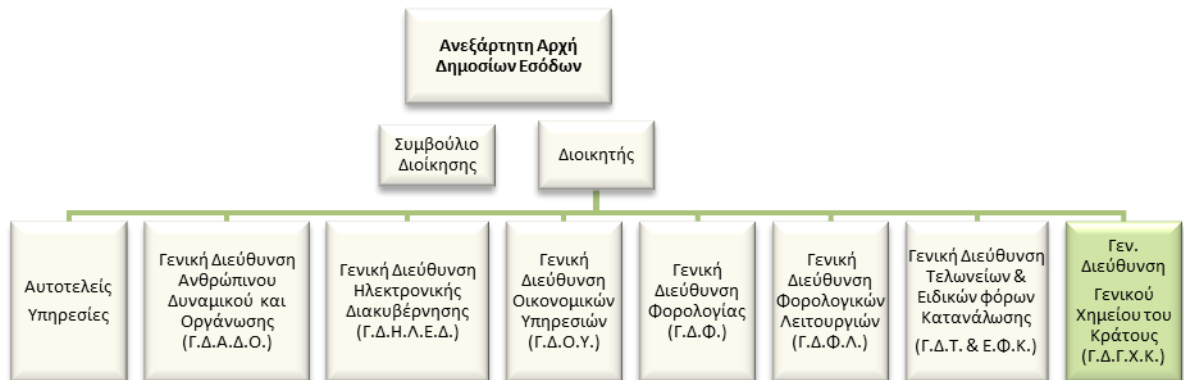 Ανεξάρτητη Αρχή
Δημοσίων Εσόδων
Συμβούλιο
Διοίκησης
Διοικητής
Αυτοτελείς
Υπηρεσίες
Γενική Διεύθυνση
Ανθρώπινου
Δυναμικού και
Οργάνωσης
(Γ.Δ.Α.Δ.Ο.)
Γενική Διεύθυνση
Ηλεκτρονικής
Διακυβέρνησης
(Γ.Δ.Η.Λ.Ε.Δ.)
Γενική
Διεύθυνση
Οικονομικών
Υπηρεσιών
(Γ.Δ.Ο.Υ.)
Γενική
Διεύθυνση
Φορολογίας
(Γ.Δ.Φ.)
Γενική
Διεύθυνση
Φορολογικών
Λειτουργιών
(Γ.Δ.Φ.Λ.)
Γενική Διεύθυνση
Τελωνείων &
Ειδικών φόρων
Κατανάλωσης
(Γ.Δ.Τ. & Ε.Φ.Κ.)
Γεν.
Διεύθυνση
Γενικού
Χημείου του
Κράτους
(Γ.Δ.Γ.Χ.Κ.)